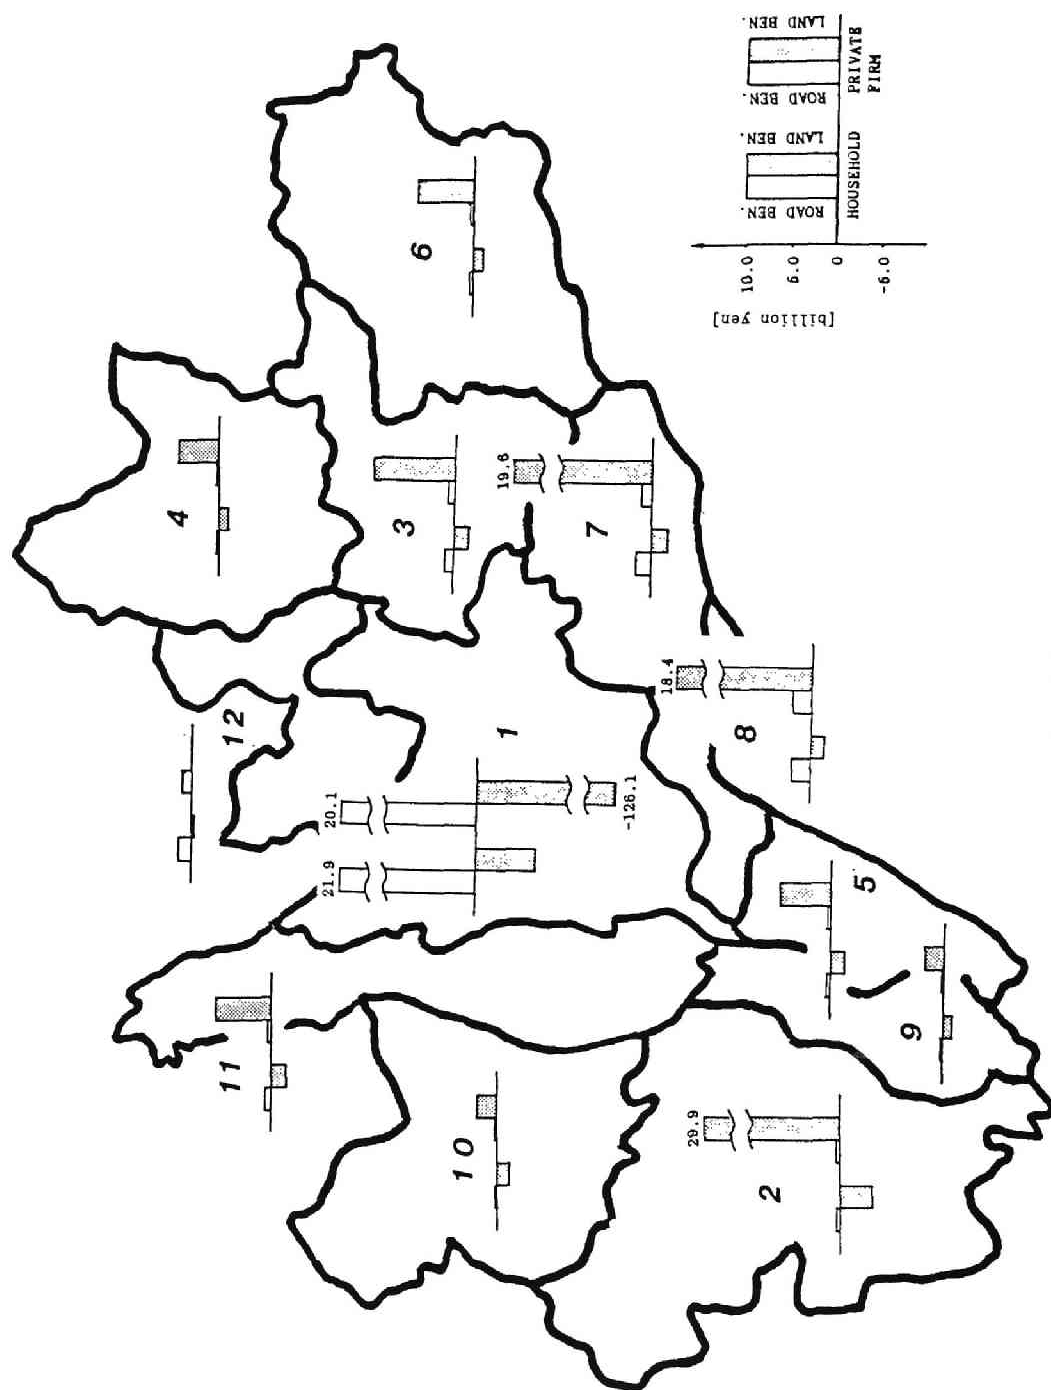 4
6
12
3
7
1
11
10
8
5
9
2
19.6
18.4
20.1
21.9
-126.1
29.9
[billion yen]
10.0
6.0
0
-6.0
ROAD BEN.
LAND BEN.
HOUSEHOLD
ROAD BEN.
LAND BEN.
PRIVATE
FIRM